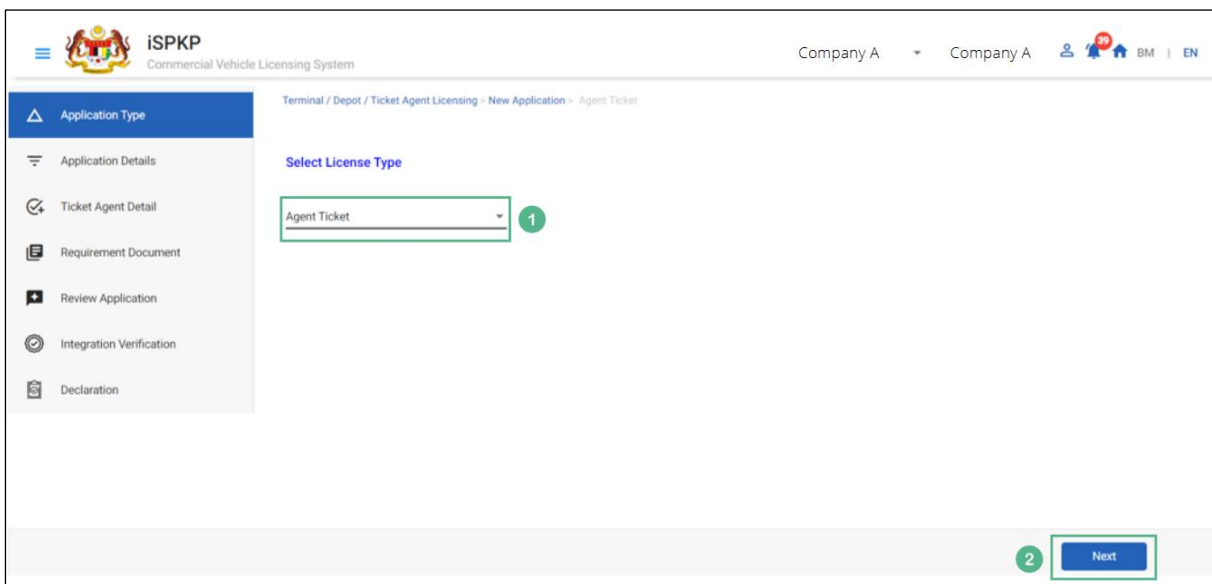 iSPKP
Commercial Vehicle Licensing System
Company A
Company A
39
BM | EN
Application Type
Application Details
Ticket Agent Detail
Requirement Document
Review Application
Integration Verification
Declaration
Terminal / Depot / Ticket Agent Licensing > New Application > Agent Ticket
Select License Type
Agent Ticket
1
2
Next